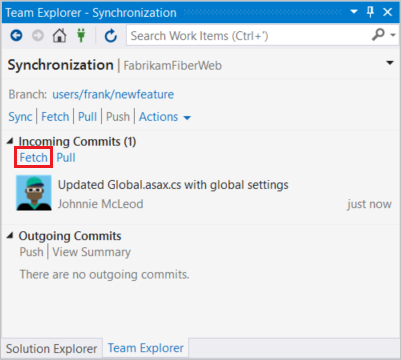 Team Explorer - Synchronization
Search Work Items (Ctrl+')
Synchronization | FabrikamFiberWeb
Branch: users/frank/newfeature
Sync | Fetch | Pull | Push | Actions
Incoming Commits (1)
Fetch | Pull
Updated Global.asax.cs with global settings
Johnnie McLeod just now
Outgoing Commits
Push | View Summary
There are no outgoing commits.
Solution Explorer Team Explorer